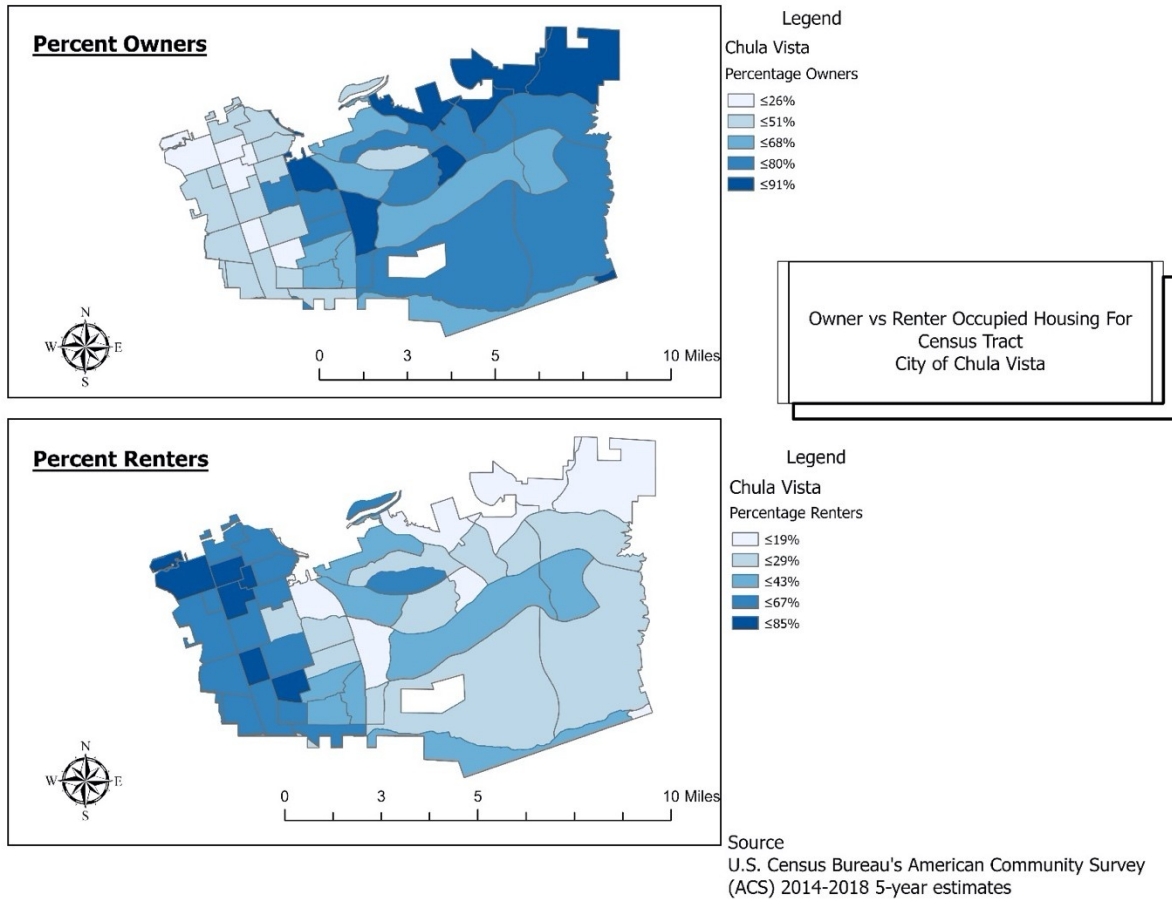 Percent Owners
N
W E
S
0 3 5 10 Miles
Legend
Chula Vista
Percentage Owners
≤26%
≤51%
≤68%
≤80%
≤91%
Owner vs Renter Occupied Housing For
Census Tract
City of Chula Vista
Percent Renters
N
W E
S
0 3 5 10 Miles
Legend
Chula Vista
Percentage Renters
≤19%
≤29%
≤43%
≤67%
≤85%
Source
U.S. Census Bureau's American Community Survey
(ACS) 2014-2018 5-year estimates